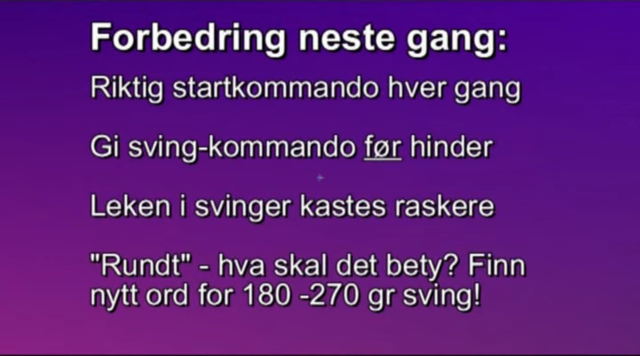 Forbedring neste gang:
Riktig startkommando hver gang
Gi sving-kommando før hinder
Leken i svinger kastes raskere
"Rundt" - hva skal det bety? Finn
nytt ord for 180 -270 gr sving!